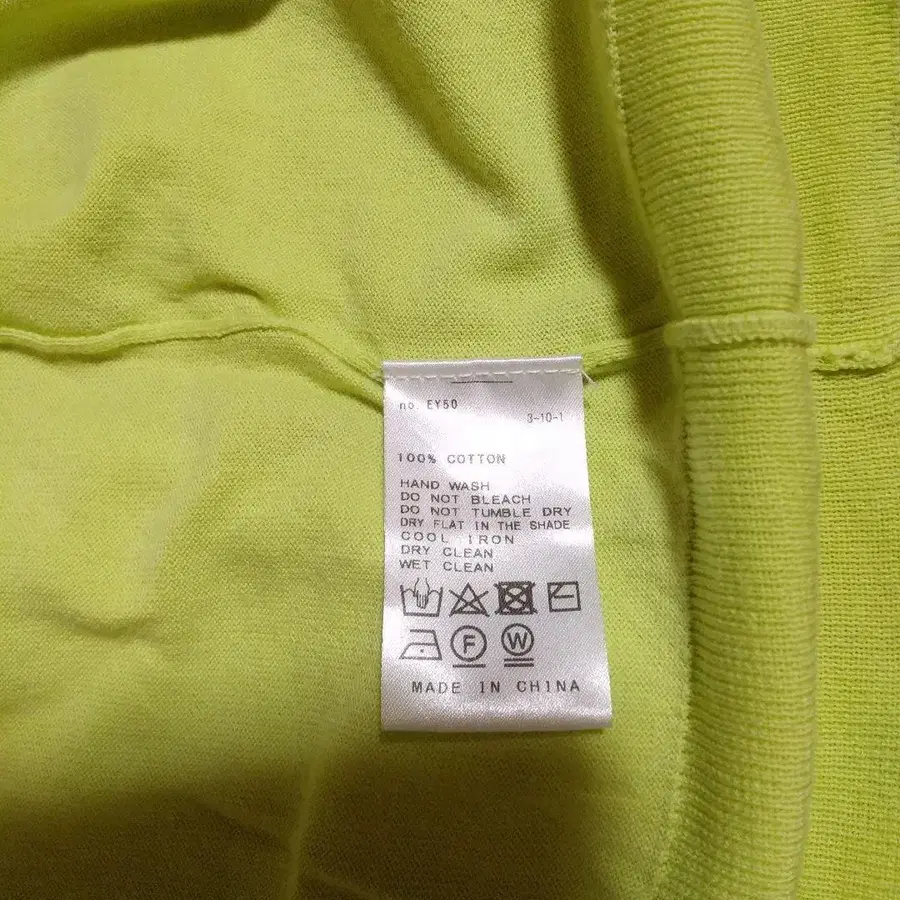 no. EY50
3-10-1
100% COTTON
HAND WASH
DO NOT BLEACH
DO NOT TUMBLE DRY
DRY FLAT IN THE SHADE
COOL IRON
DRY CLEAN
WET CLEAN
F W
MADE IN CHINA